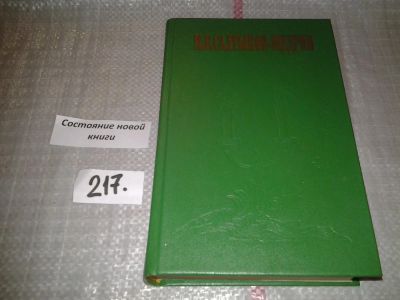 М.Е.САЛТЫКОВ-ЩЕДРИН
Состояние новой
книги
217.